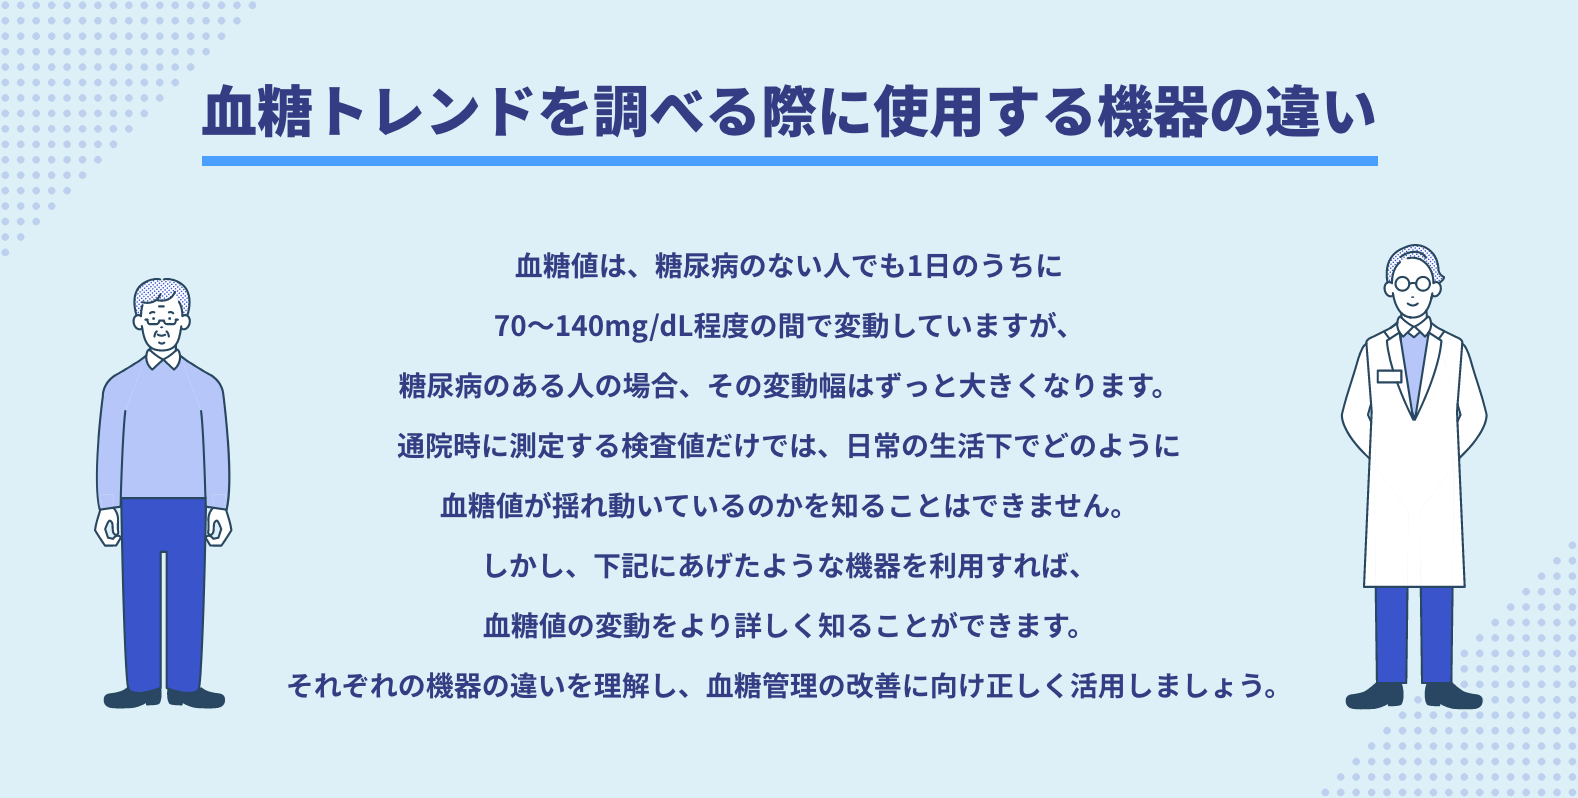 血糖トレンドを調べる際に使用する機器の違い
血糖値は、糖尿病のない人でも1日のうちに
70〜140mg/dL程度の間で変動していますが、
糖尿病のある人の場合、その変動幅はずっと大きくなります。
通院時に測定する検査値だけでは、日常の生活下でどのように
血糖値が揺れ動いているのかを知ることはできません。
しかし、下記にあげたような機器を利用すれば、
血糖値の変動をより詳しく知ることができます。
それぞれの機器の違いを理解し、血糖管理の改善に向け正しく活用しましょう。